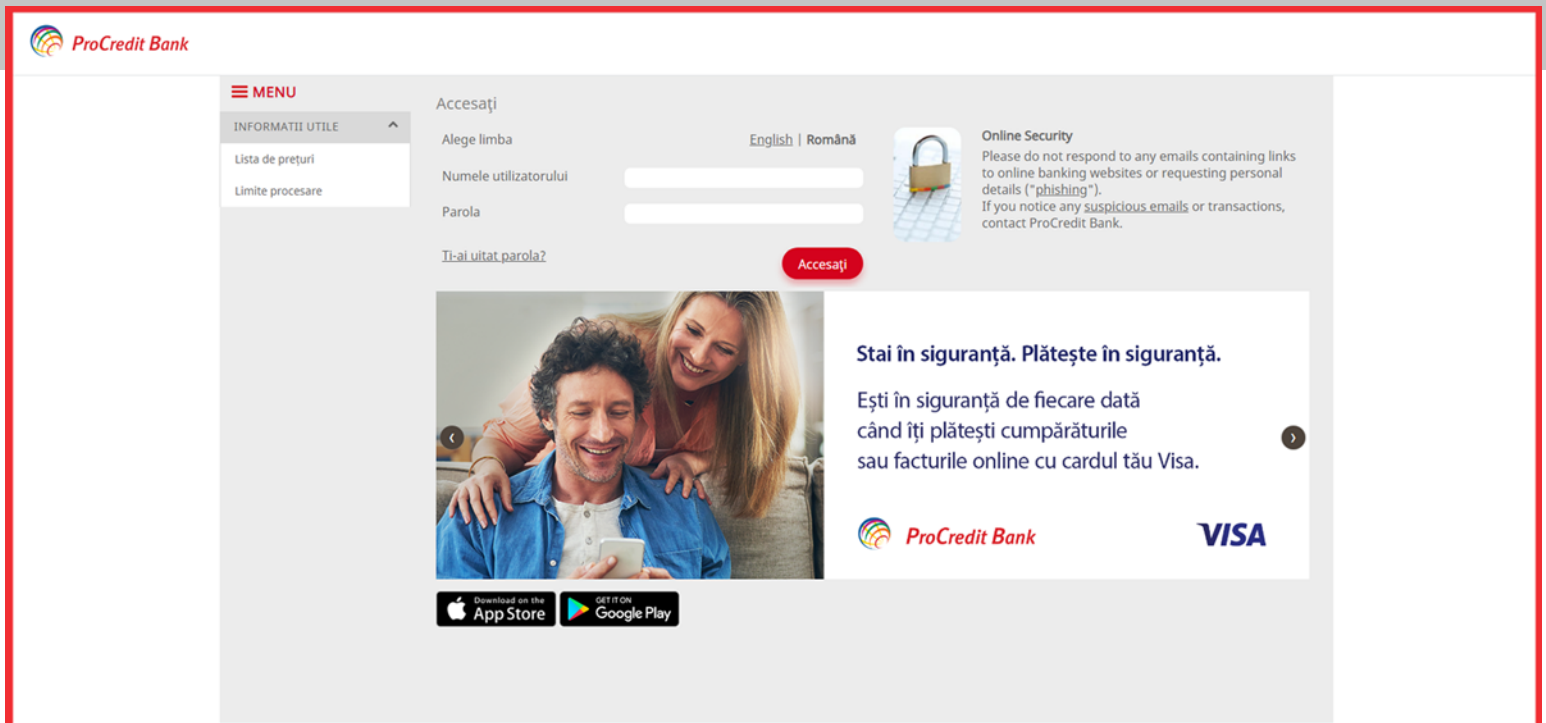 ProCredit Bank
MENU
INFORMATII UTILE
Lista de prețuri
Limite procesare
Accesați
Alege limba
English | Română
Numele utilizatorului
Parola
Ti-ai uitat parola?
Accesați
Online Security
Please do not respond to any emails containing links
to online banking websites or requesting personal
details ("phishing").
If you notice any suspicious emails or transactions,
contact ProCredit Bank.
Stai în siguranță. Plătește în siguranță.
Ești în siguranță de fiecare dată
când îți plătești cumpărăturile
sau facturile online cu cardul tău Visa.
ProCredit Bank
VISA
Download on the
App Store
GET IT ON
Google Play